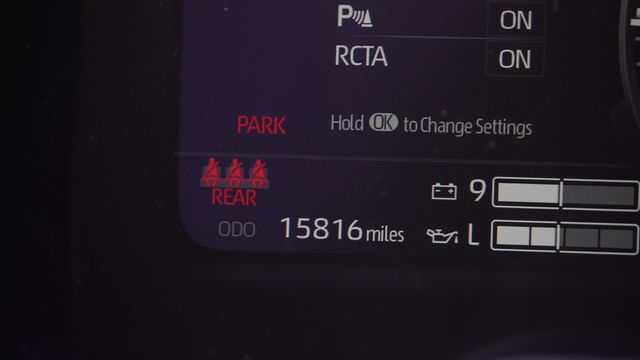 P ON
RCTA ON
PARK Hold OK to Change Settings
REAR 9
ODO 15816 miles L